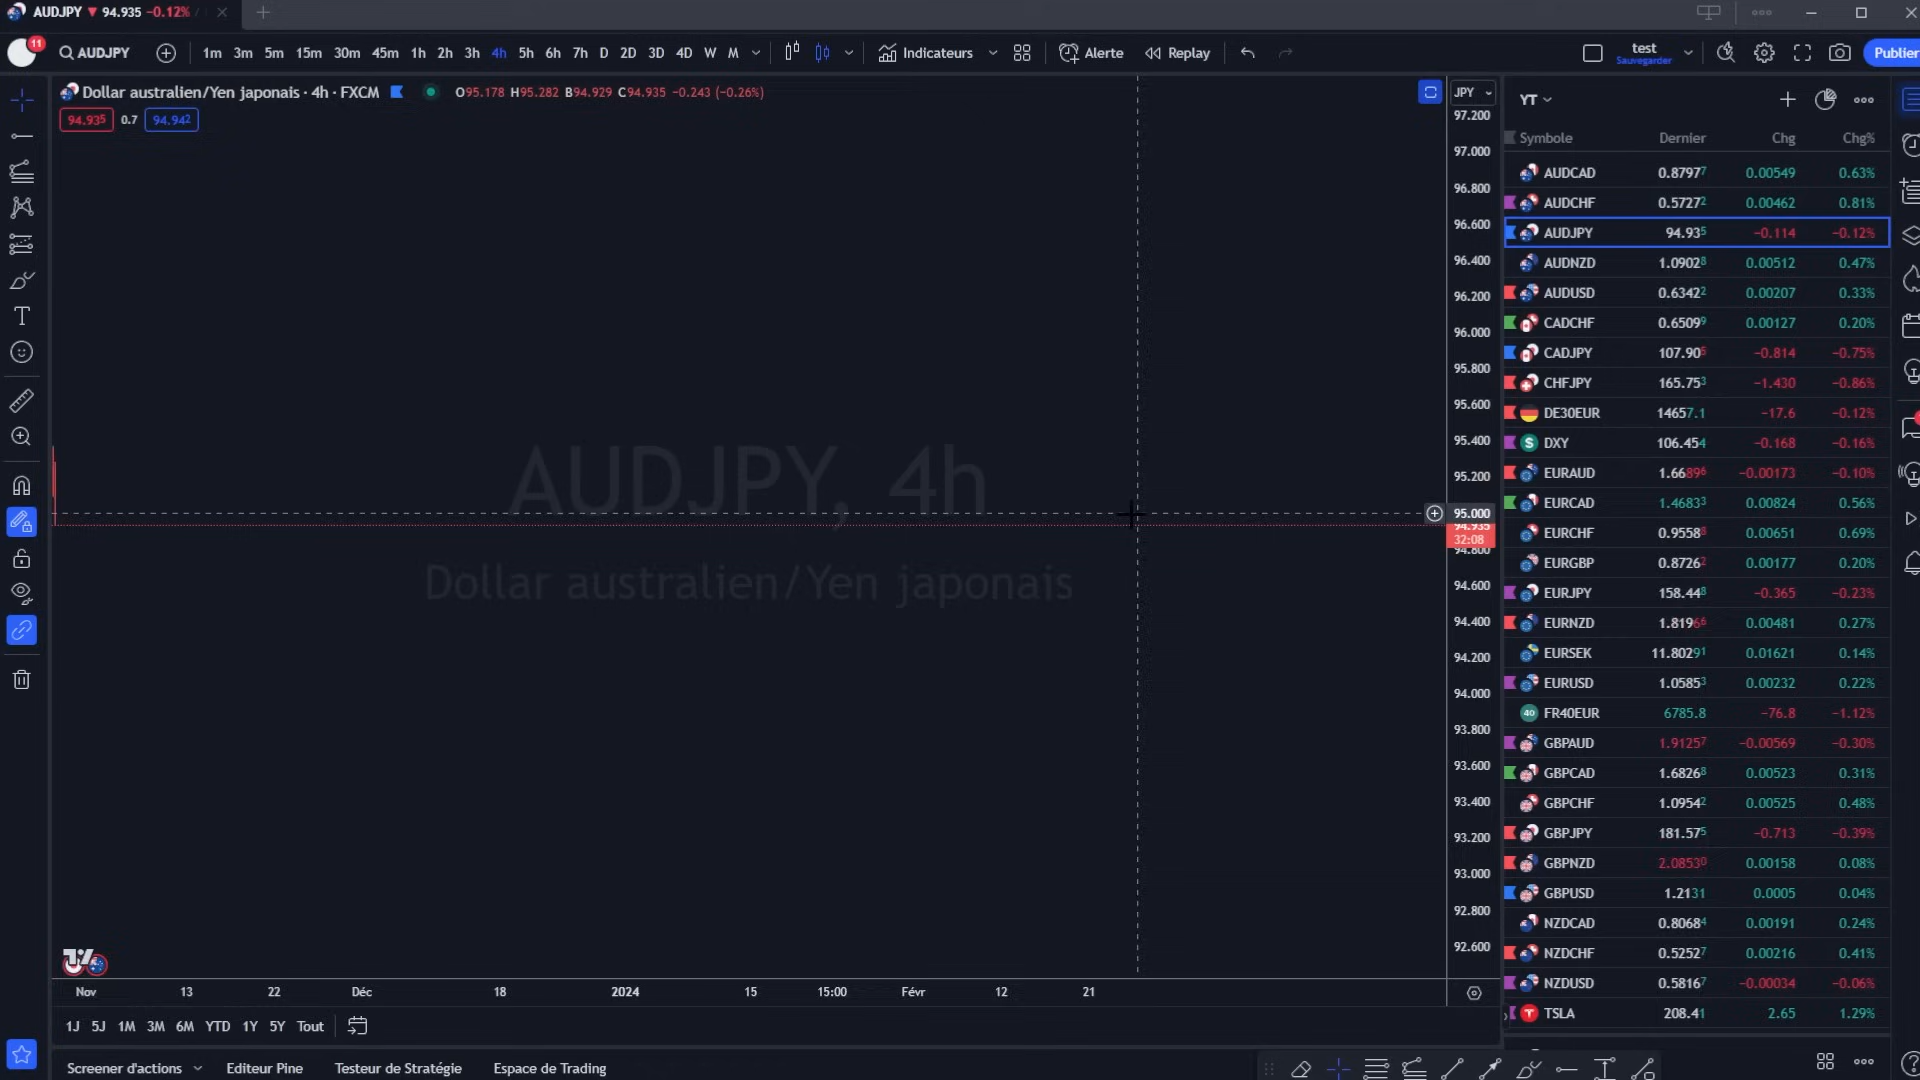 AUDJPY ▼ 94.935 −0.12% /
11
AUDJPY 1m 3m 5m 15m 30m 45m 1h 2h 3h 4h 5h 6h 7h D 2D 3D 4D W M Indicateurs Alerte Replay test Sauvegarder Publier
Dollar australien/Yen japonais · 4h · FXCM O95.178 H95.282 B94.929 C94.935 −0.243 (−0.26%) JPY
94.935 0.7 94.942
97.200
97.000
96.800
96.600
96.400
96.200
96.000
95.800
95.600
95.400
95.200
95.000
94.935
32:08
94.800
94.600
94.400
94.200
94.000
93.800
93.600
93.400
93.200
93.000
92.800
92.600
AUDJPY, 4h
Dollar australien/Yen japonais
YT
Symbole Dernier Chg Chg%
AUDCAD 0.87977 0.00549 0.63%
AUDCHF 0.57272 0.00462 0.81%
AUDJPY 94.935 −0.114 −0.12%
AUDNZD 1.09028 0.00512 0.47%
AUDUSD 0.63422 0.00207 0.33%
CADCHF 0.65099 0.00127 0.20%
CADJPY 107.906 −0.814 −0.75%
CHFJPY 165.753 −1.430 −0.86%
DE30EUR 14657.1 −17.6 −0.12%
DXY 106.454 −0.168 −0.16%
EURAUD 1.66896 −0.00173 −0.10%
EURCAD 1.46833 0.00824 0.56%
EURCHF 0.95588 0.00651 0.69%
EURGBP 0.87262 0.00177 0.20%
EURJPY 158.448 −0.365 −0.23%
EURNZD 1.81966 0.00481 0.27%
EURSEK 11.80291 0.01621 0.14%
EURUSD 1.05853 0.00232 0.22%
40 FR40EUR 6785.8 −76.8 −1.12%
GBPAUD 1.91257 −0.00569 −0.30%
GBPCAD 1.68268 0.00523 0.31%
GBPCHF 1.09542 0.00525 0.48%
GBPJPY 181.575 −0.713 −0.39%
GBPNZD 2.08530 0.00158 0.08%
GBPUSD 1.2131 0.0005 0.04%
NZDCAD 0.80684 0.00191 0.24%
NZDCHF 0.52527 0.00216 0.41%
NZDUSD 0.58167 −0.00034 −0.06%
TSLA 208.41 2.65 1.29%
Nov 13 22 Déc 18 2024 15 15:00 Févr 12 21
1J 5J 1M 3M 6M YTD 1Y 5Y Tout
Screener d'actions Editeur Pine Testeur de Stratégie Espace de Trading